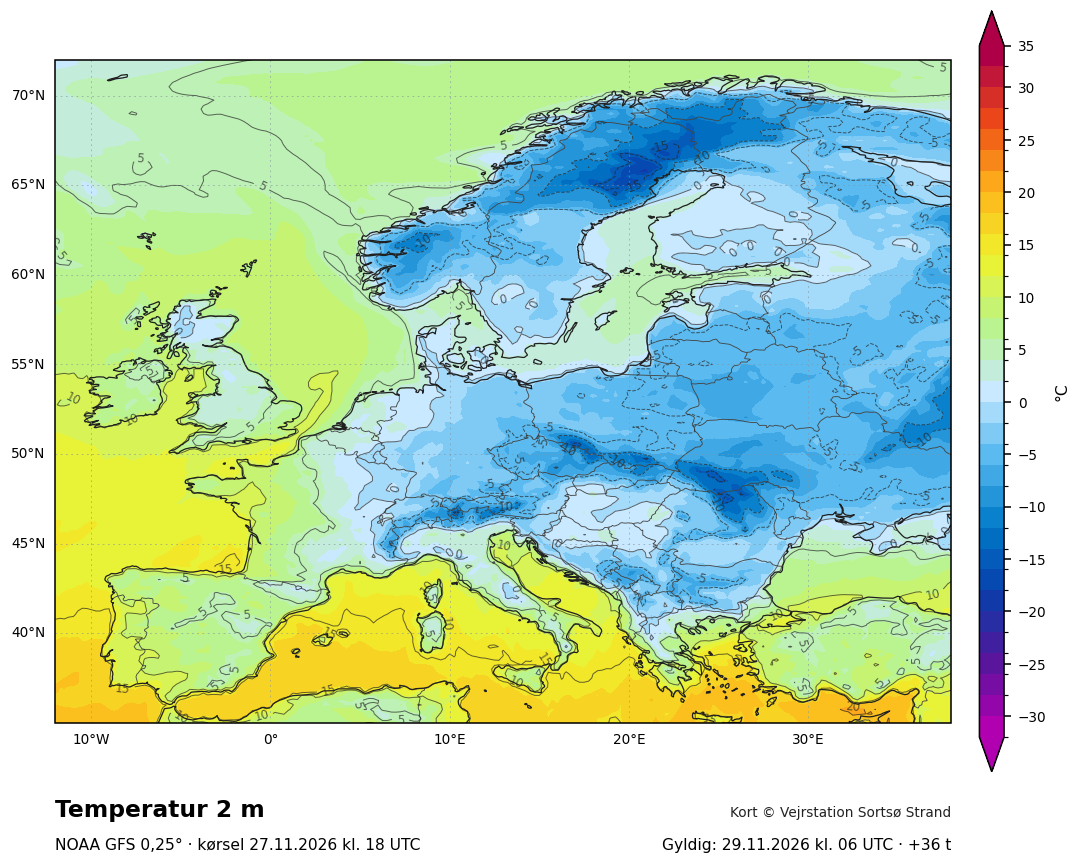 35
30
25
20
15
10
5
0
−5
−10
−15
−20
−25
−30
°C
70°N
65°N
60°N
55°N
50°N
45°N
40°N
10°W
0°
10°E
20°E
30°E
Temperatur 2 m
Kort © Vejrstation Sortsø Strand
NOAA GFS 0,25° · kørsel 27.11.2026 kl. 18 UTC
Gyldig: 29.11.2026 kl. 06 UTC · +36 t